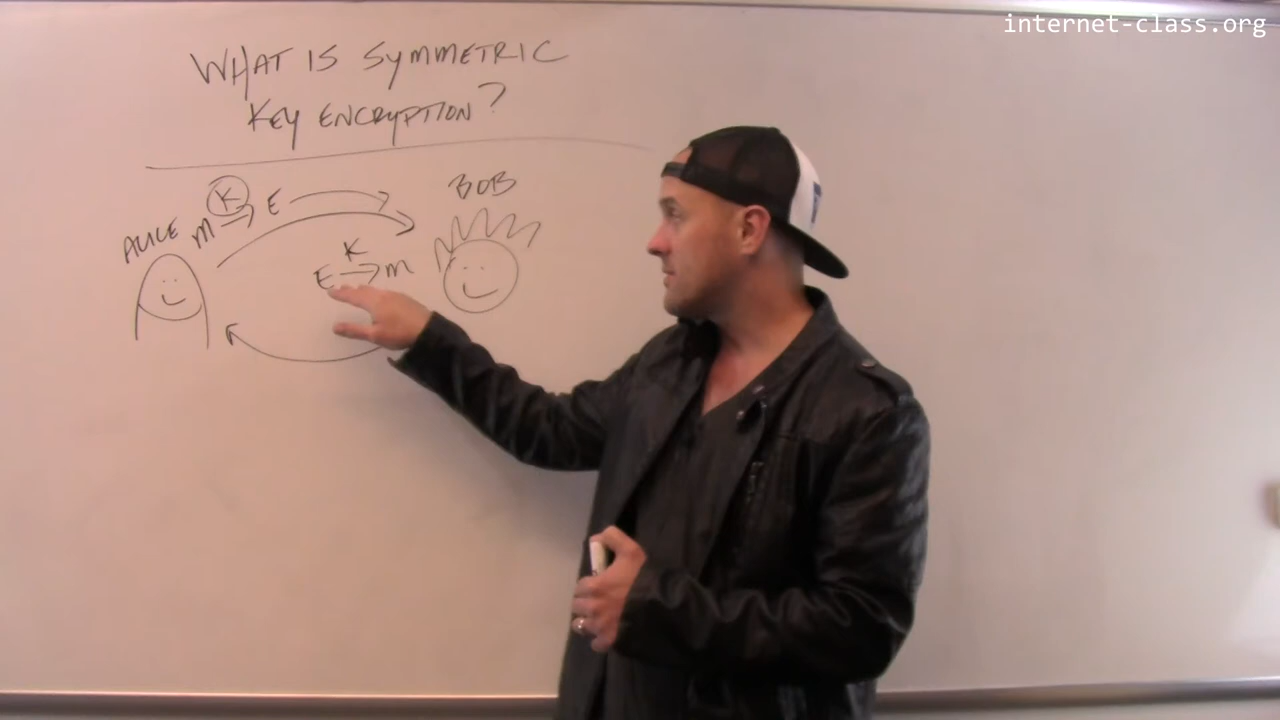 internet-class.org
WHAT IS SYMMETRIC
KEY ENCRYPTION?
ALICE
M K → E
BOB
E K → M